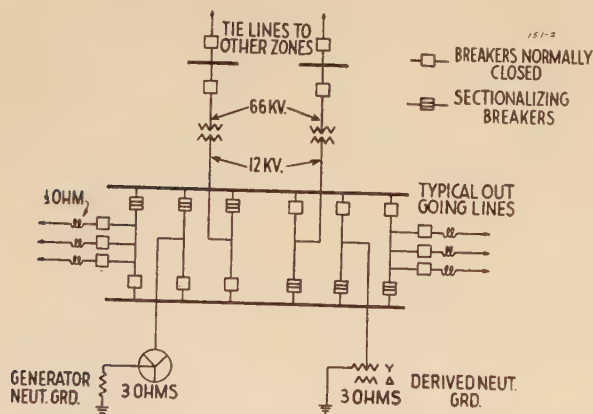 151-2
TIE LINES TO
OTHER ZONES
BREAKERS NORMALLY
CLOSED
SECTIONALIZING
BREAKERS
66 KV.
12 KV.
½ OHM.
TYPICAL OUT
GOING LINES
GENERATOR
NEUT. GRD.
3 OHMS
3 OHMS
Y
Δ
DERIVED NEUT.
GRD.